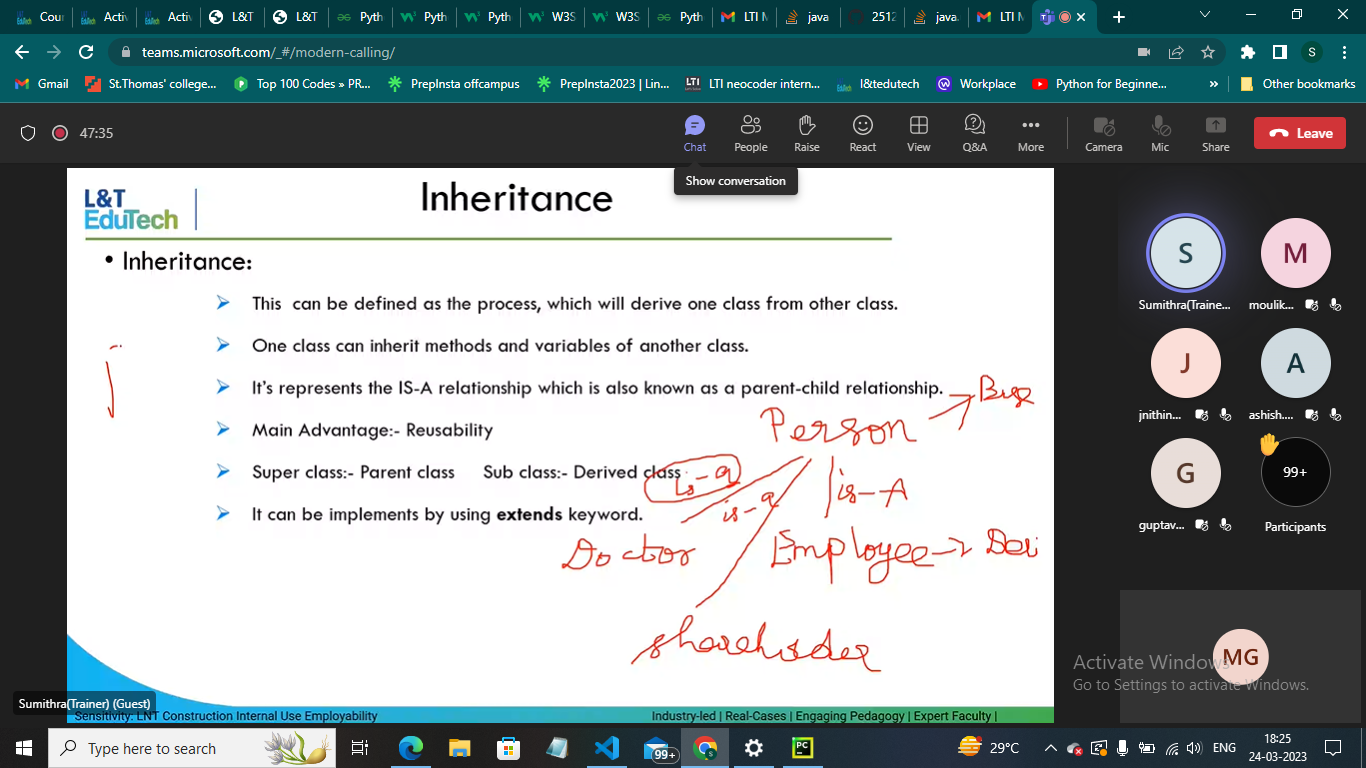 Cour
Activ
Activ
L&T
L&T
Pyth
Pyth
Pyth
W3S
W3S
Pyth
LTI M
java
2512
java.
LTI M
teams.microsoft.com/_#/modern-calling/
S
Gmail
St.Thomas' college...
Top 100 Codes » PR...
PrepInsta offcampus
PrepInsta2023 | Lin...
LTI
LTI neocoder intern...
l&tedutech
Workplace
Python for Beginne...
»
Other bookmarks
47:35
Chat
People
Raise
React
View
Q&A
More
Camera
Mic
Share
Leave
Show conversation
L&T
EduTech
Inheritance
• Inheritance:
This can be defined as the process, which will derive one class from other class.
One class can inherit methods and variables of another class.
It's represents the IS-A relationship which is also known as a parent-child relationship.
Main Advantage:- Reusability
Super class:- Parent class Sub class:- Derived class
It can be implements by using extends keyword.
Person
is-a
is-a
is-A
Doctor
Employee → Deri
shareholder
Sumithra(Trainer) (Guest)
Sensitivity: LNT Construction Internal Use Employability
Industry-led | Real-Cases | Engaging Pedagogy | Expert Faculty |
S
M
Sumithra(Traine...
moulik...
J
A
jnithin...
ashish....
G
99+
guptav...
Participants
MG
Activate Windows
Go to Settings to activate Windows.
Type here to search
99+
PC
29°C
ENG
18:25
24-03-2023